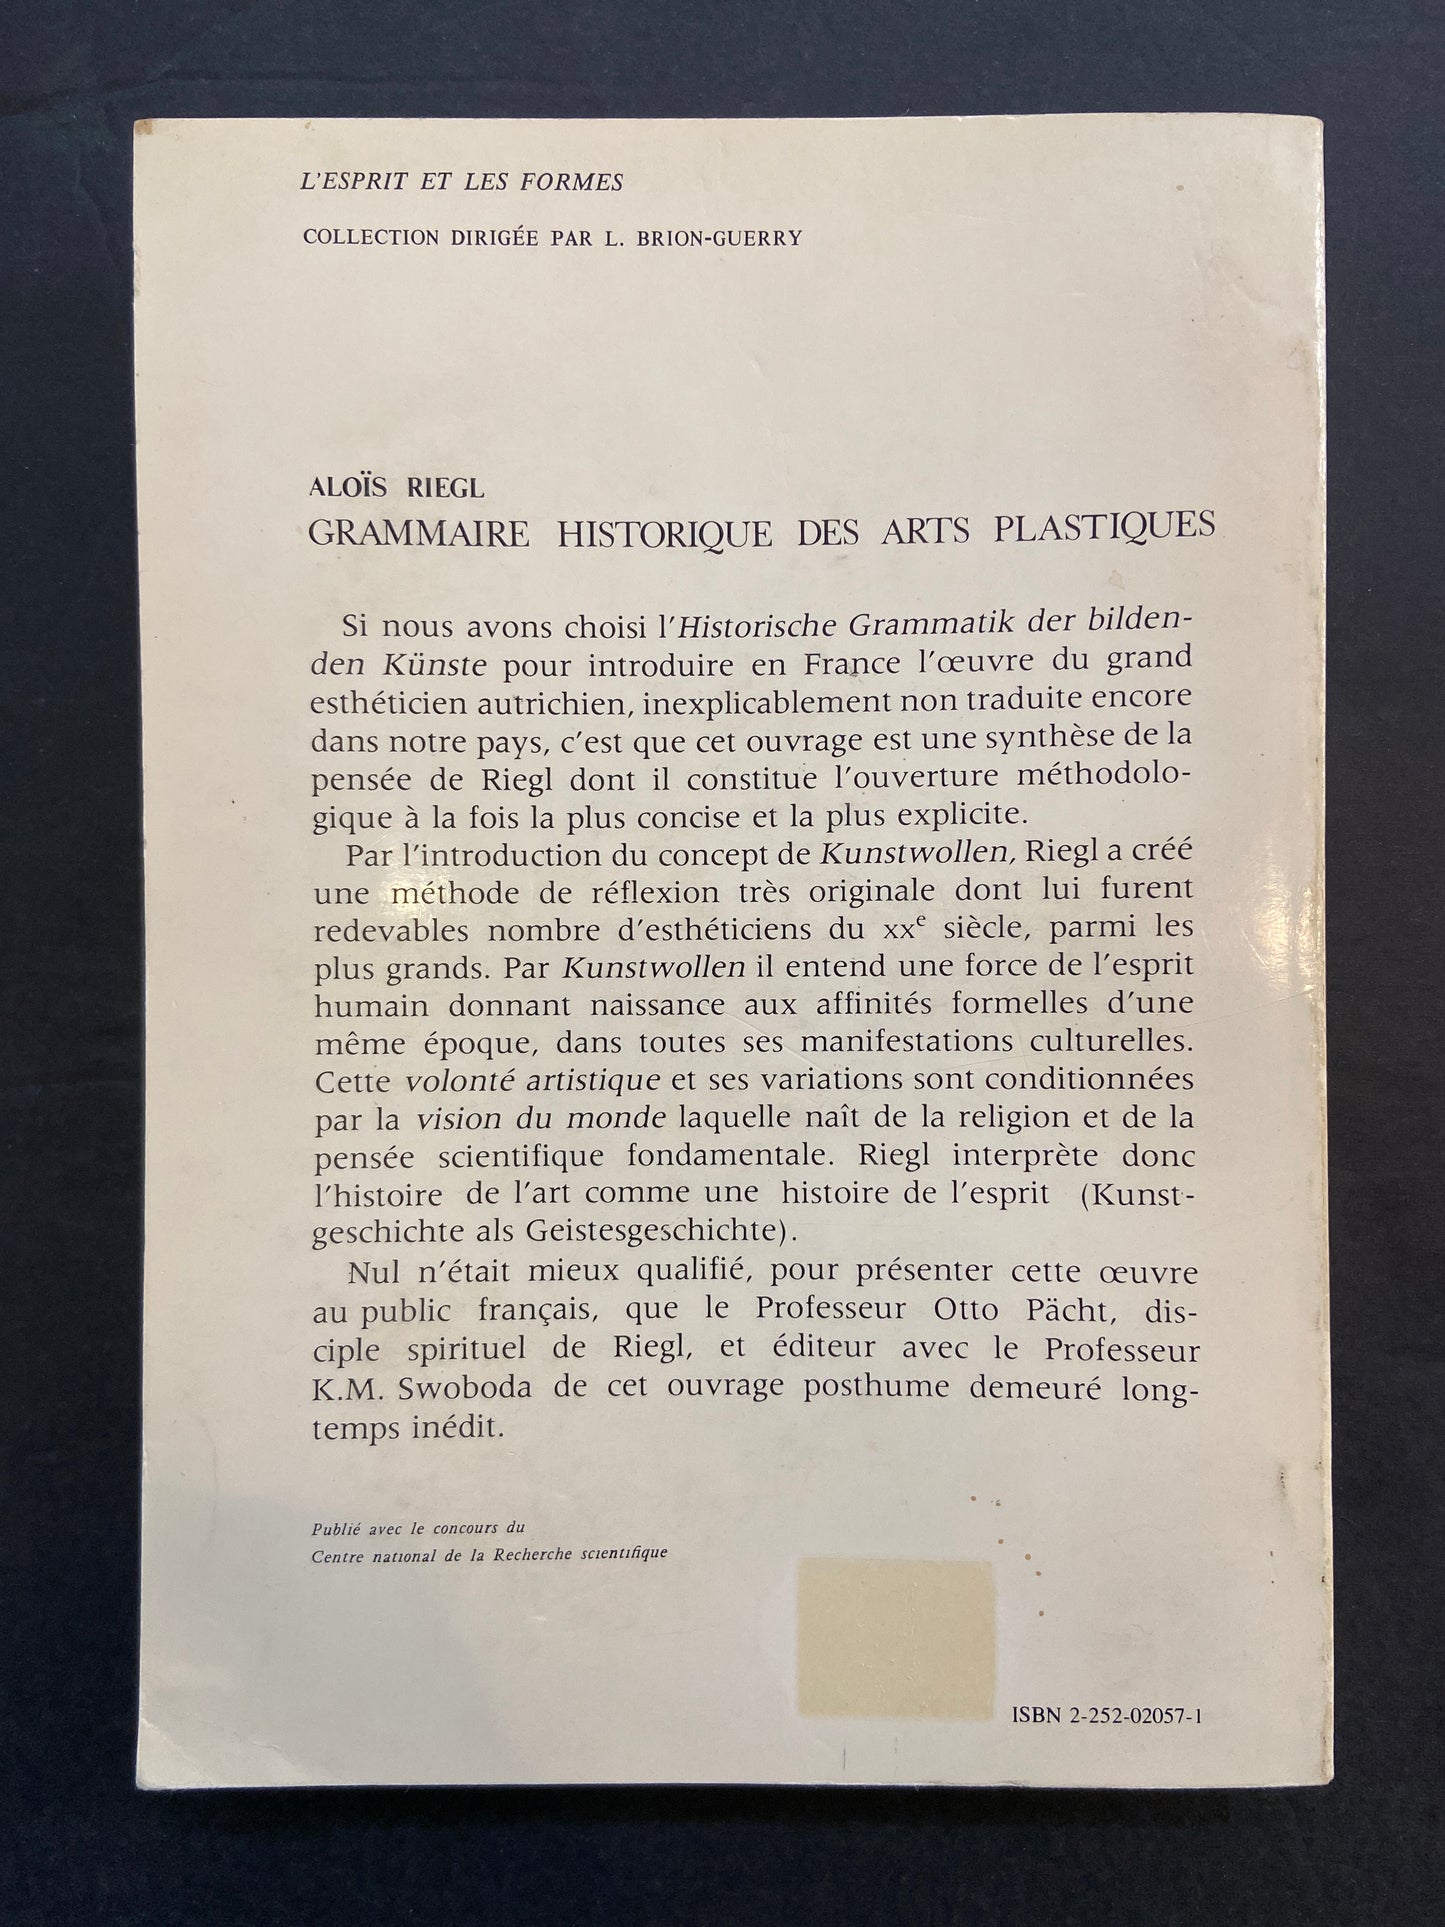 L'ESPRIT ET LES FORMES
COLLECTION DIRIGÉE PAR L. BRION-GUERRY
ALOÏS RIEGL
GRAMMAIRE HISTORIQUE DES ARTS PLASTIQUES
Si nous avons choisi l'Historische Grammatik der bilden-
den Künste pour introduire en France l'œuvre du grand
esthéticien autrichien, inexplicablement non traduite encore
dans notre pays, c'est que cet ouvrage est une synthèse de la
pensée de Riegl dont il constitue l'ouverture méthodolo-
gique à la fois la plus concise et la plus explicite.
Par l'introduction du concept de Kunstwollen, Riegl a créé
une méthode de réflexion très originale dont lui furent
redevables nombre d'esthéticiens du XXe siècle, parmi les
plus grands. Par Kunstwollen il entend une force de l'esprit
humain donnant naissance aux affinités formelles d'une
même époque, dans toutes ses manifestations culturelles.
Cette volonté artistique et ses variations sont conditionnées
par la vision du monde laquelle naît de la religion et de la
pensée scientifique fondamentale. Riegl interprète donc
l'histoire de l'art comme une histoire de l'esprit (Kunst-
geschichte als Geistesgeschichte).
Nul n'était mieux qualifié, pour présenter cette œuvre
au public français, que le Professeur Otto Pächt, dis-
ciple spirituel de Riegl, et éditeur avec le Professeur
K.M. Swoboda de cet ouvrage posthume demeuré long-
temps inédit.
Publié avec le concours du
Centre national de la Recherche scientifique
ISBN 2-252-02057-1